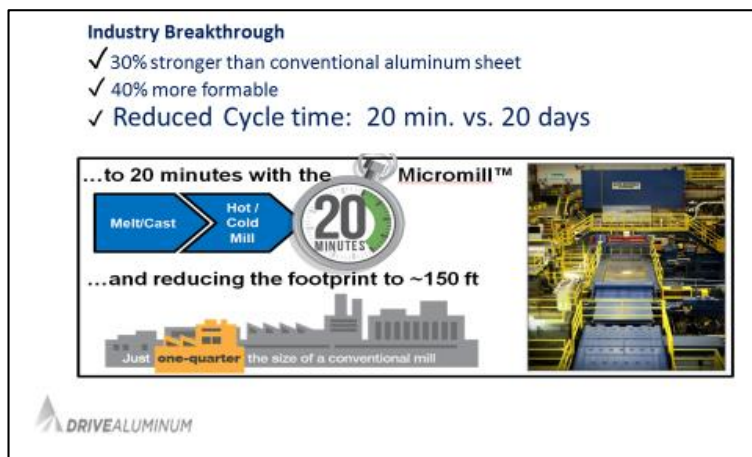 Industry Breakthrough
✓ 30% stronger than conventional aluminum sheet
✓ 40% more formable
✓ Reduced Cycle time: 20 min. vs. 20 days
…to 20 minutes with the Micromill™
Melt/Cast
Hot /
Cold
Mill
20
MINUTES
…and reducing the footprint to ~150 ft
Just one-quarter the size of a conventional mill
DRIVEALUMINUM